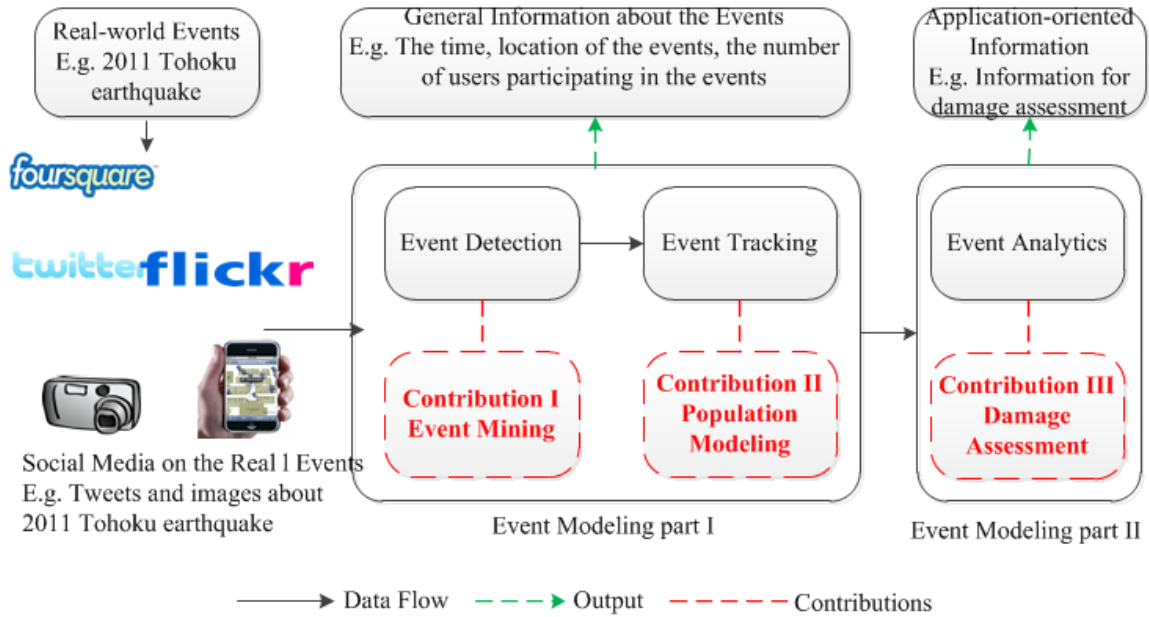 Real-world Events
E.g. 2011 Tohoku
earthquake
General Information about the Events
E.g. The time, location of the events, the number
of users participating in the events
Application-oriented
Information
E.g. Information for
damage assessment
foursquare
twitter
flickr
Event Detection
Event Tracking
Event Analytics
Contribution I
Event Mining
Contribution II
Population
Modeling
Contribution III
Damage
Assessment
Social Media on the Real l Events
E.g. Tweets and images about
2011 Tohoku earthquake
Event Modeling part I
Event Modeling part II
Data Flow
Output
Contributions